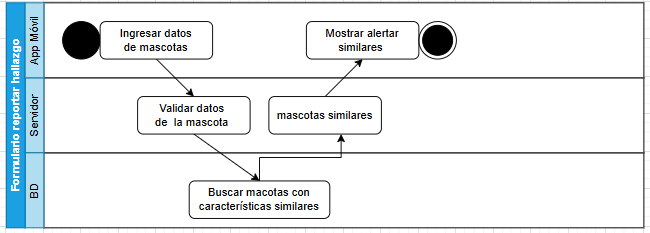 Formulario reportar hallazgo
App Móvil
Ingresar datos
de mascotas
Mostrar alertar
similares
Servidor
Validar datos
de la mascota
mascotas similares
BD
Buscar macotas con
características similares